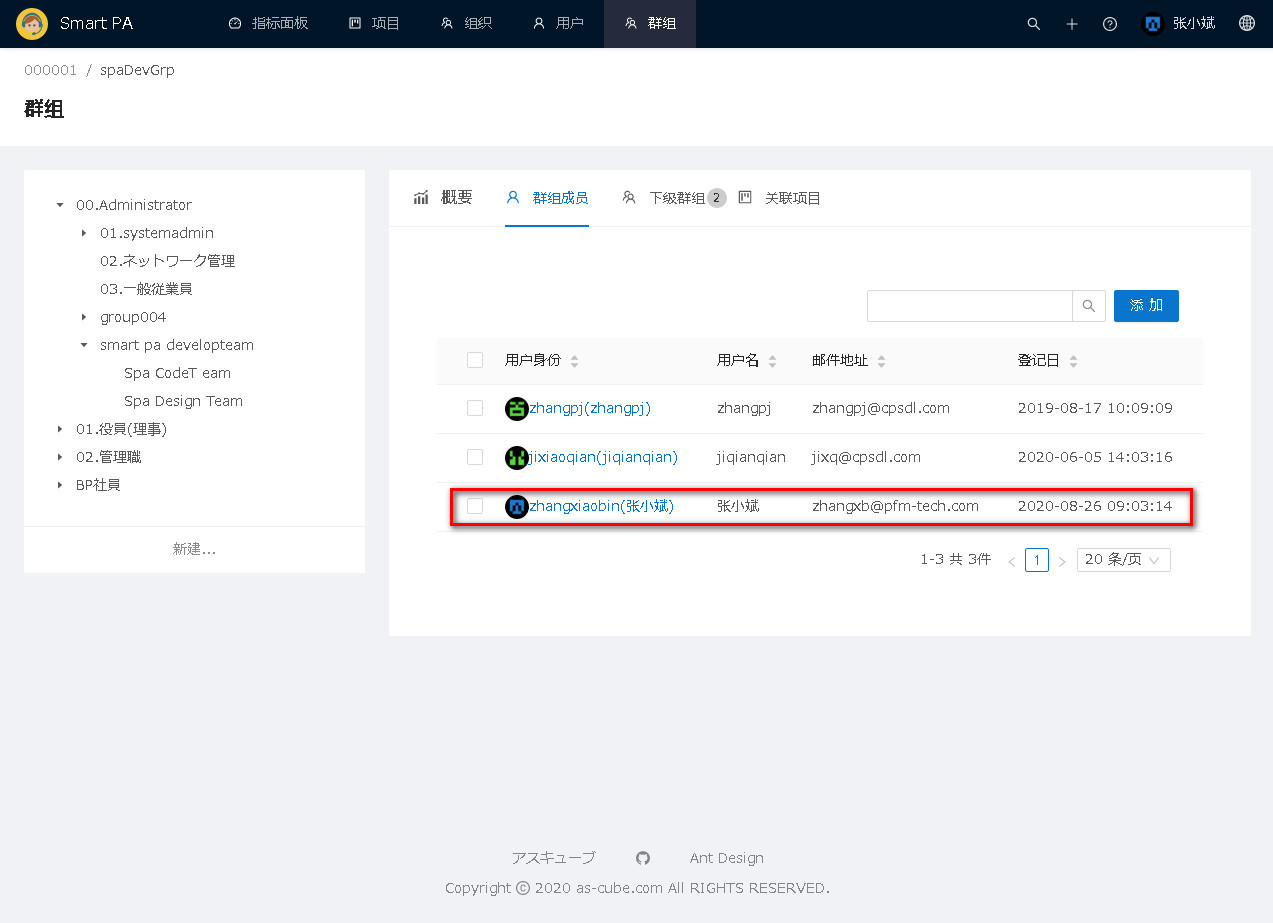 Smart PA 指标面板 项目 组织 用户 群组 张小斌
000001 / spaDevGrp
群组
00.Administrator
01.systemadmin
02.ネットワーク管理
03.一般従業員
group004
smart pa developteam
Spa CodeT eam
Spa Design Team
01.役員(理事)
02.管理職
BP社員
新建...
概要 群组成员 下级群组 2 关联项目
添 加
用户身份 用户名 邮件地址 登记日
zhangpj(zhangpj) zhangpj zhangpj@cpsdl.com 2019-08-17 10:09:09
jixiaoqian(jiqianqian) jiqianqian jixq@cpsdl.com 2020-06-05 14:03:16
zhangxiaobin(张小斌) 张小斌 zhangxb@pfm-tech.com 2020-08-26 09:03:14
1-3 共 3件 < 1 > 20 条/页
アスキューブ Ant Design
Copyright © 2020 as-cube.com All RIGHTS RESERVED.